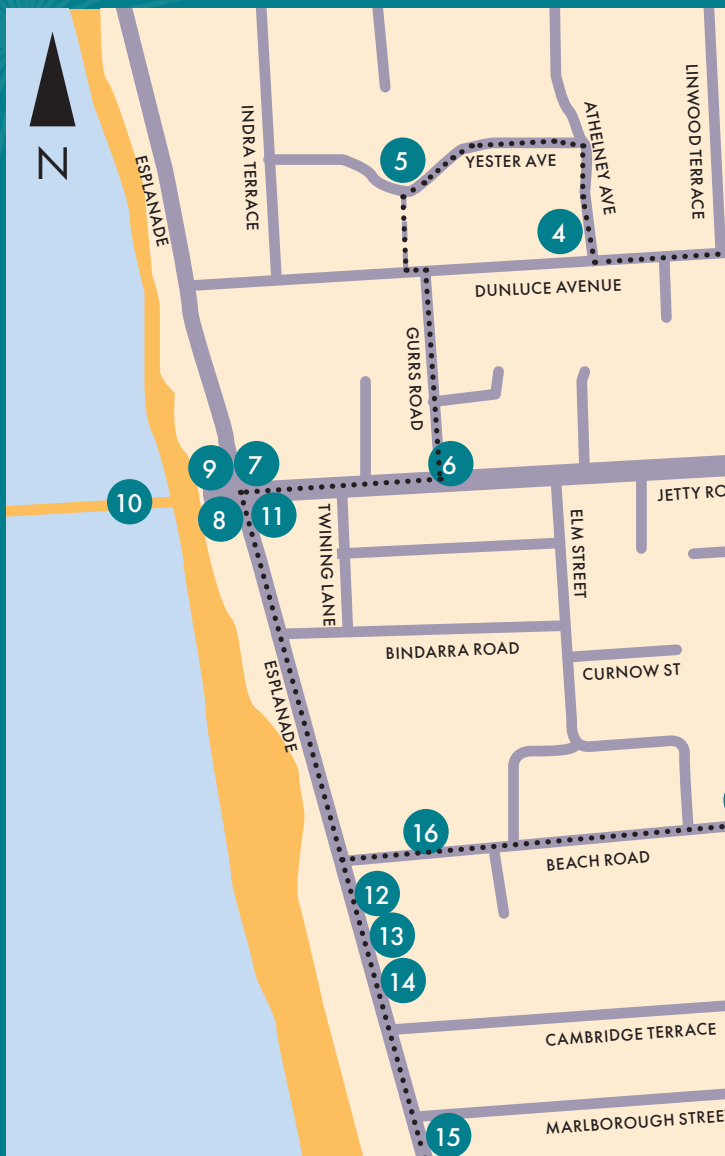 N
ESPLANADE
INDRA TERRACE
5
YESTER AVE
ATHELNEY AVE
LINWOOD TERRACE
4
DUNLUCE AVENUE
GURRS ROAD
9
7
6
10
8
11
JETTY RO
TWINING LANE
ELM STREET
BINDARRA ROAD
CURNOW ST
ESPLANADE
16
BEACH ROAD
12
13
14
CAMBRIDGE TERRACE
MARLBOROUGH STREE
15